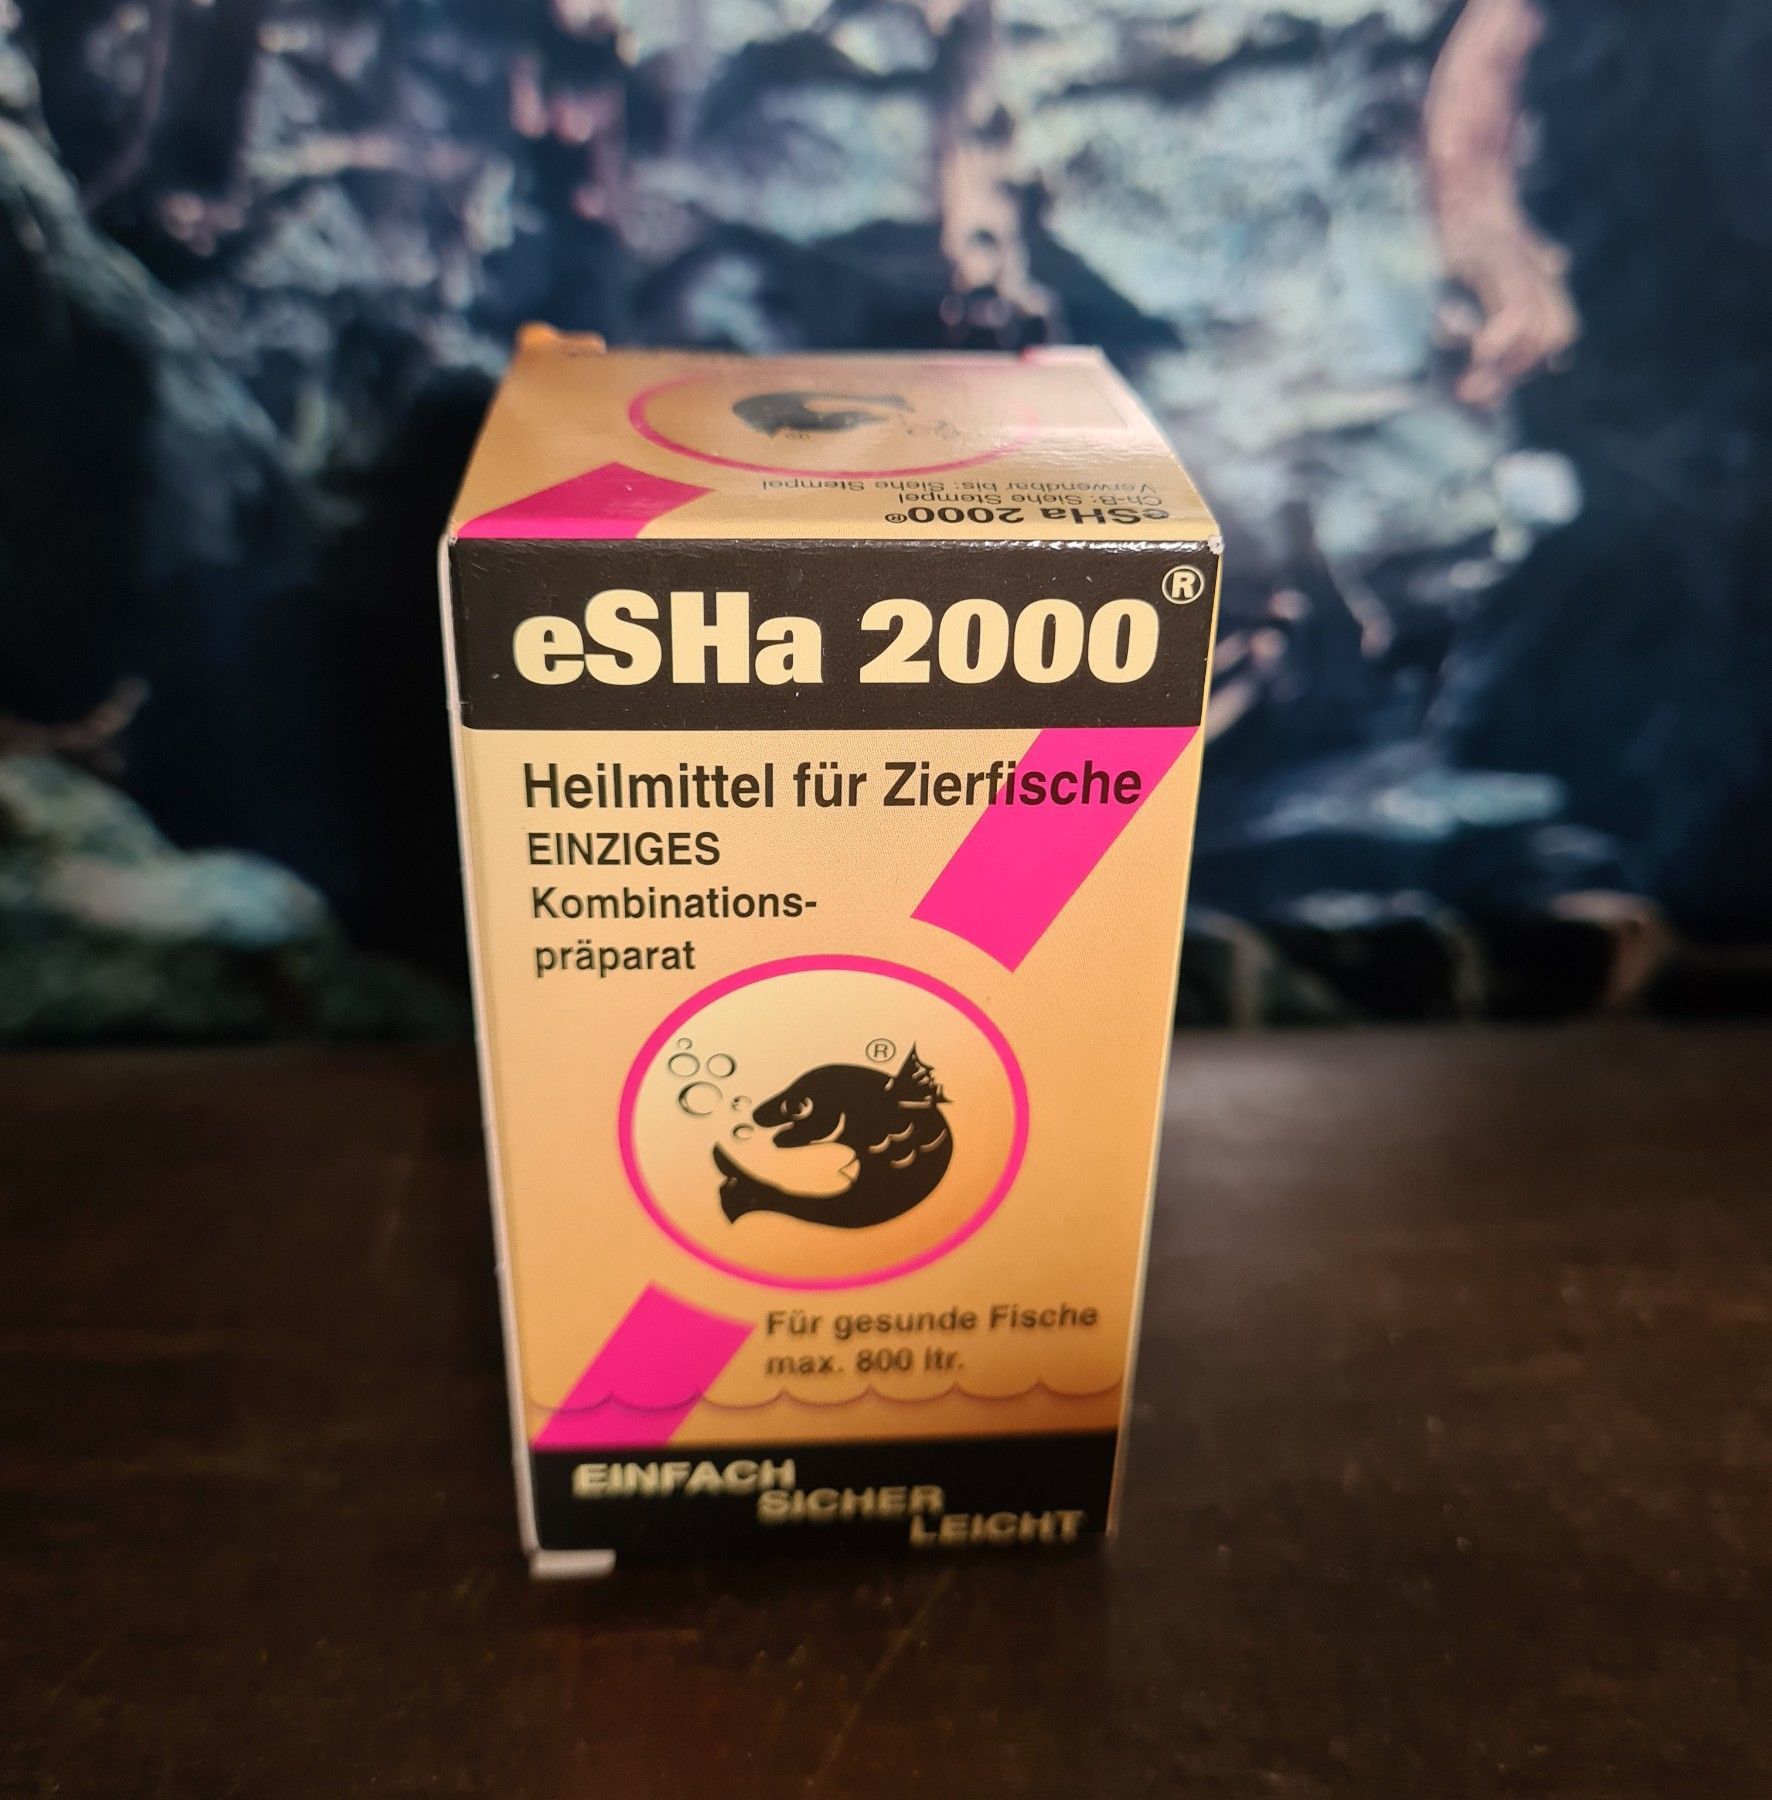 eSHa 2000®
Ch-B: Siehe Stempel
Verwendbar bis: Siehe Stempel
®
eSHa 2000®
Heilmittel für Zierfische
EINZIGES
Kombinations-
präparat
®
Für gesunde Fische
max. 800 ltr.
EINFACH
SICHER
LEICHT